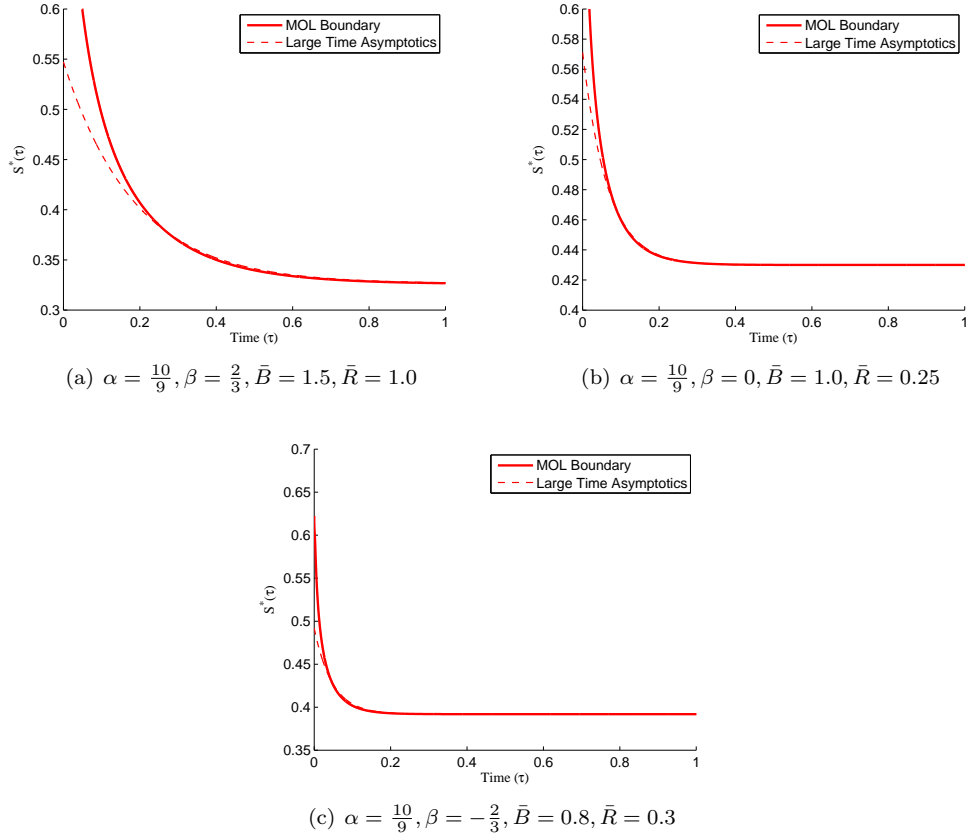 0.6
0.55
0.5
0.45
0.4
0.35
0.3
S*(τ)
0 0.2 0.4 0.6 0.8 1
Time (τ)
MOL Boundary
Large Time Asymptotics
(a) α = 10/9, β = 2/3, B̄ = 1.5, R̄ = 1.0
0.6
0.58
0.56
0.54
0.52
0.5
0.48
0.46
0.44
0.42
0.4
S*(τ)
0 0.2 0.4 0.6 0.8 1
Time (τ)
MOL Boundary
Large Time Asymptotics
(b) α = 10/9, β = 0, B̄ = 1.0, R̄ = 0.25
0.7
0.65
0.6
0.55
0.5
0.45
0.4
0.35
S*(τ)
0 0.2 0.4 0.6 0.8 1
Time (τ)
MOL Boundary
Large Time Asymptotics
(c) α = 10/9, β = −2/3, B̄ = 0.8, R̄ = 0.3